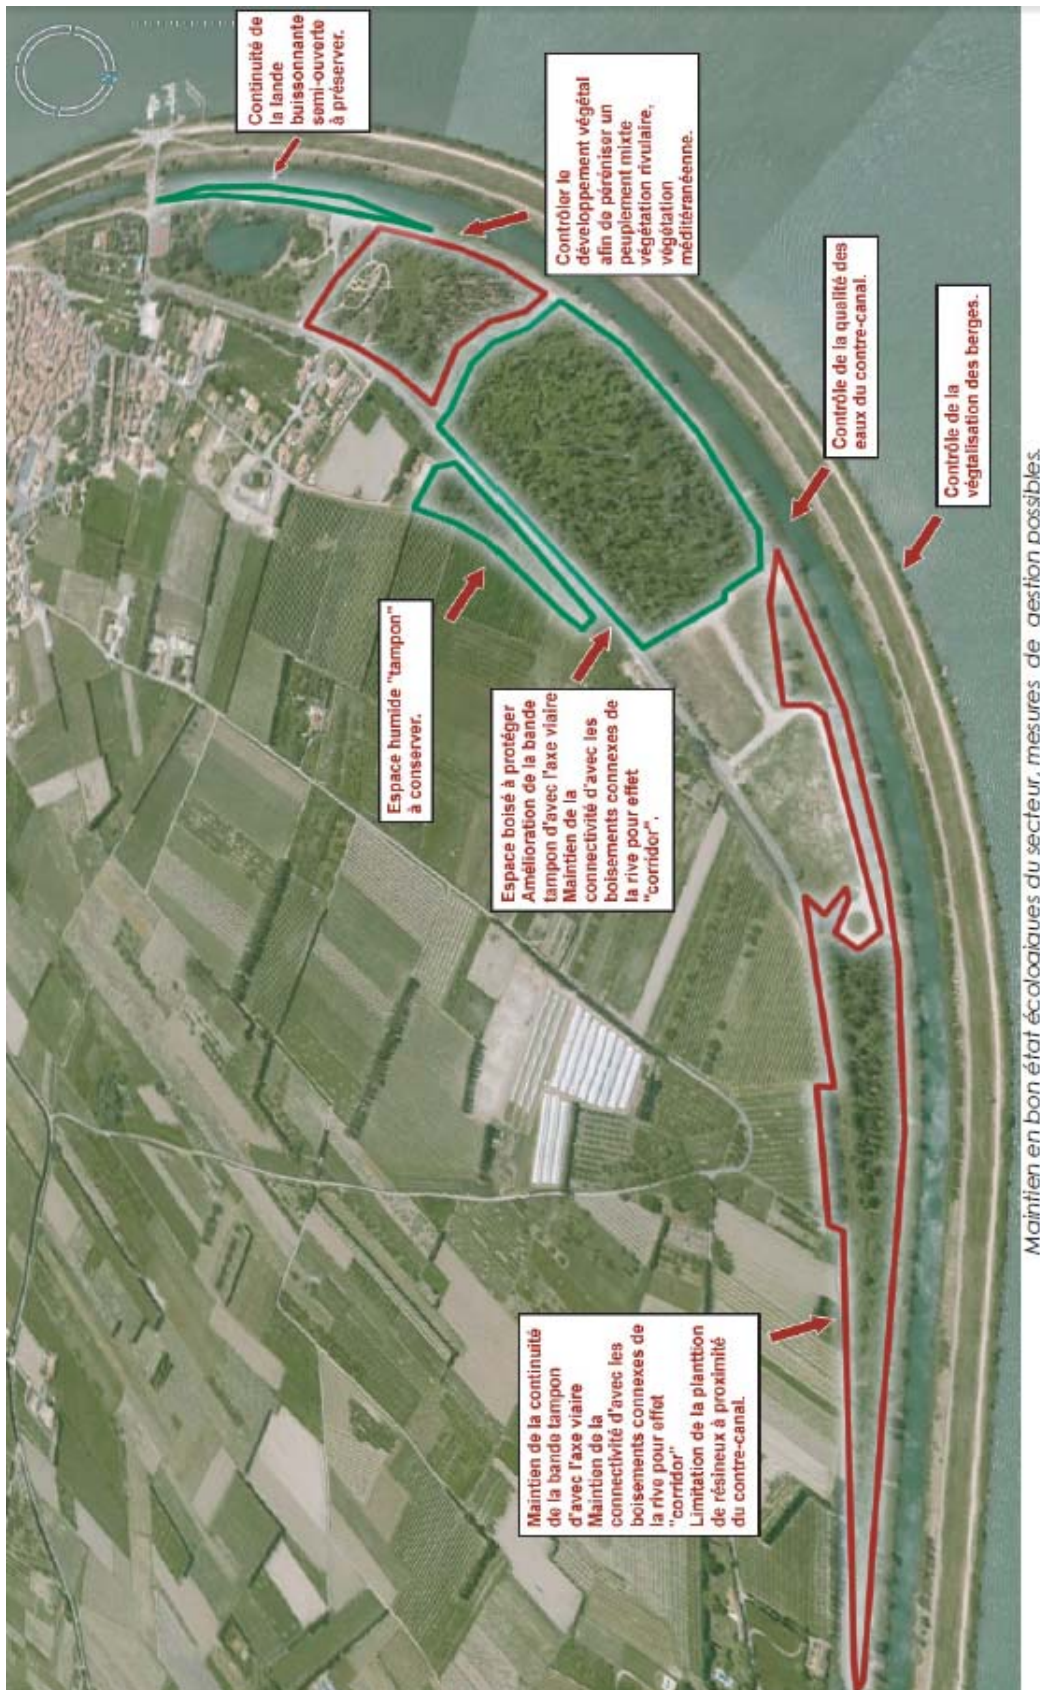 Continuité de
la lande
buissonnante
semi-ouverte
à préserver.
Contrôler le
développement végétal
afin de péréniser un
peuplement mixte
végétation rivulaire,
végétation
méditéranéenne.
Contrôle de la qualité des
eaux du contre-canal.
Contrôle de la
végtalisation des berges.
Espace humide "tampon"
à conserver.
Espace boisé à protéger
Amélioration de la bande
tampon d'avec l'axe viaire
Maintien de la
connectivité d'avec les
boisements connexes de
la rive pour effet
"corridor".
Maintien de la continuité
de la bande tampon
d'avec l'axe viaire
Maintien de la
connectivité d'avec les
boisements connexes de
la rive pour effet
"corridor"
Limitation de la planttion
de résineux à proximité
du contre-canal.
Maintien en bon état écologiques du secteur, mesures de gestion possibles.